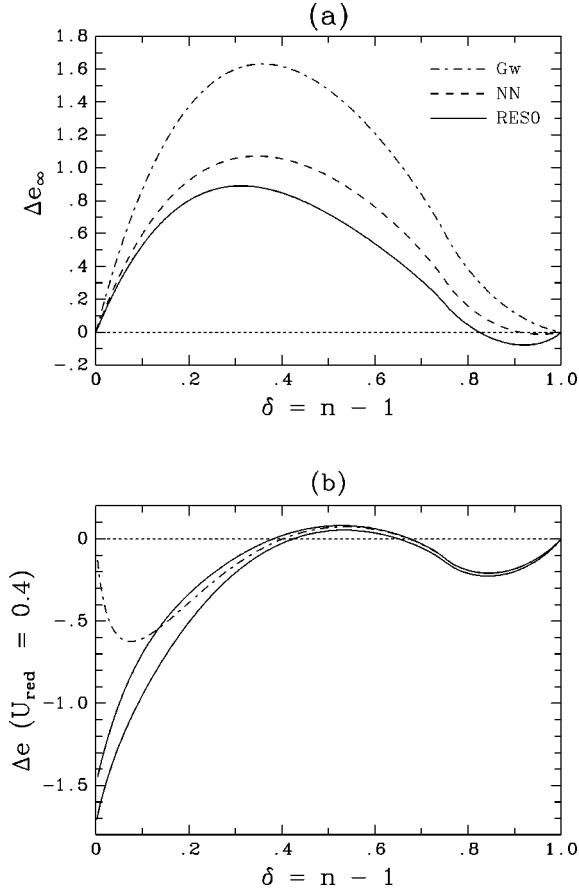 (a)
1.8
1.6
1.4
1.2
1.0
.8
.6
.4
.2
0
-.2
Δe∞
Gw
NN
RES0
0 .2 .4 .6 .8 1.0
δ = n - 1
(b)
0
-.5
-1.0
-1.5
Δe (Ured = 0.4)
0 .2 .4 .6 .8 1.0
δ = n - 1